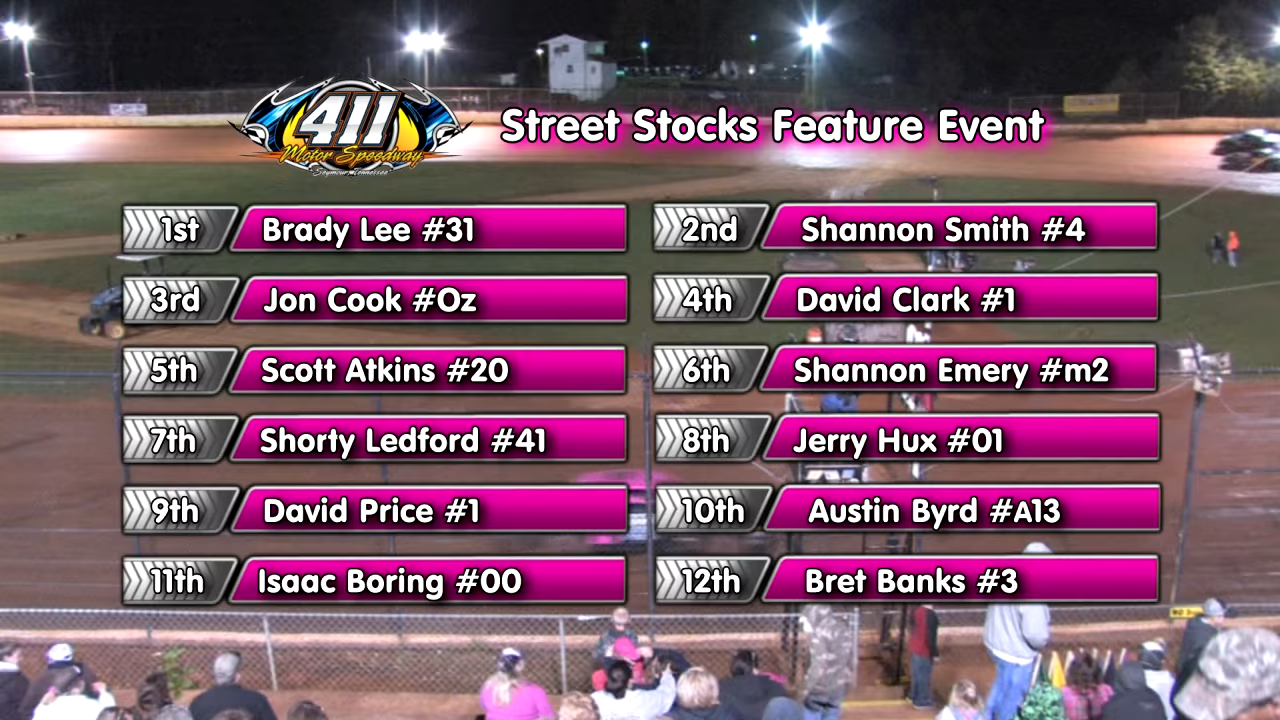 411
Motor Speedway
Seymour, Tennessee
Street Stocks Feature Event
1st Brady Lee #31
2nd Shannon Smith #4
3rd Jon Cook #Oz
4th David Clark #1
5th Scott Atkins #20
6th Shannon Emery #m2
7th Shorty Ledford #41
8th Jerry Hux #01
9th David Price #1
10th Austin Byrd #A13
11th Isaac Boring #00
12th Bret Banks #3